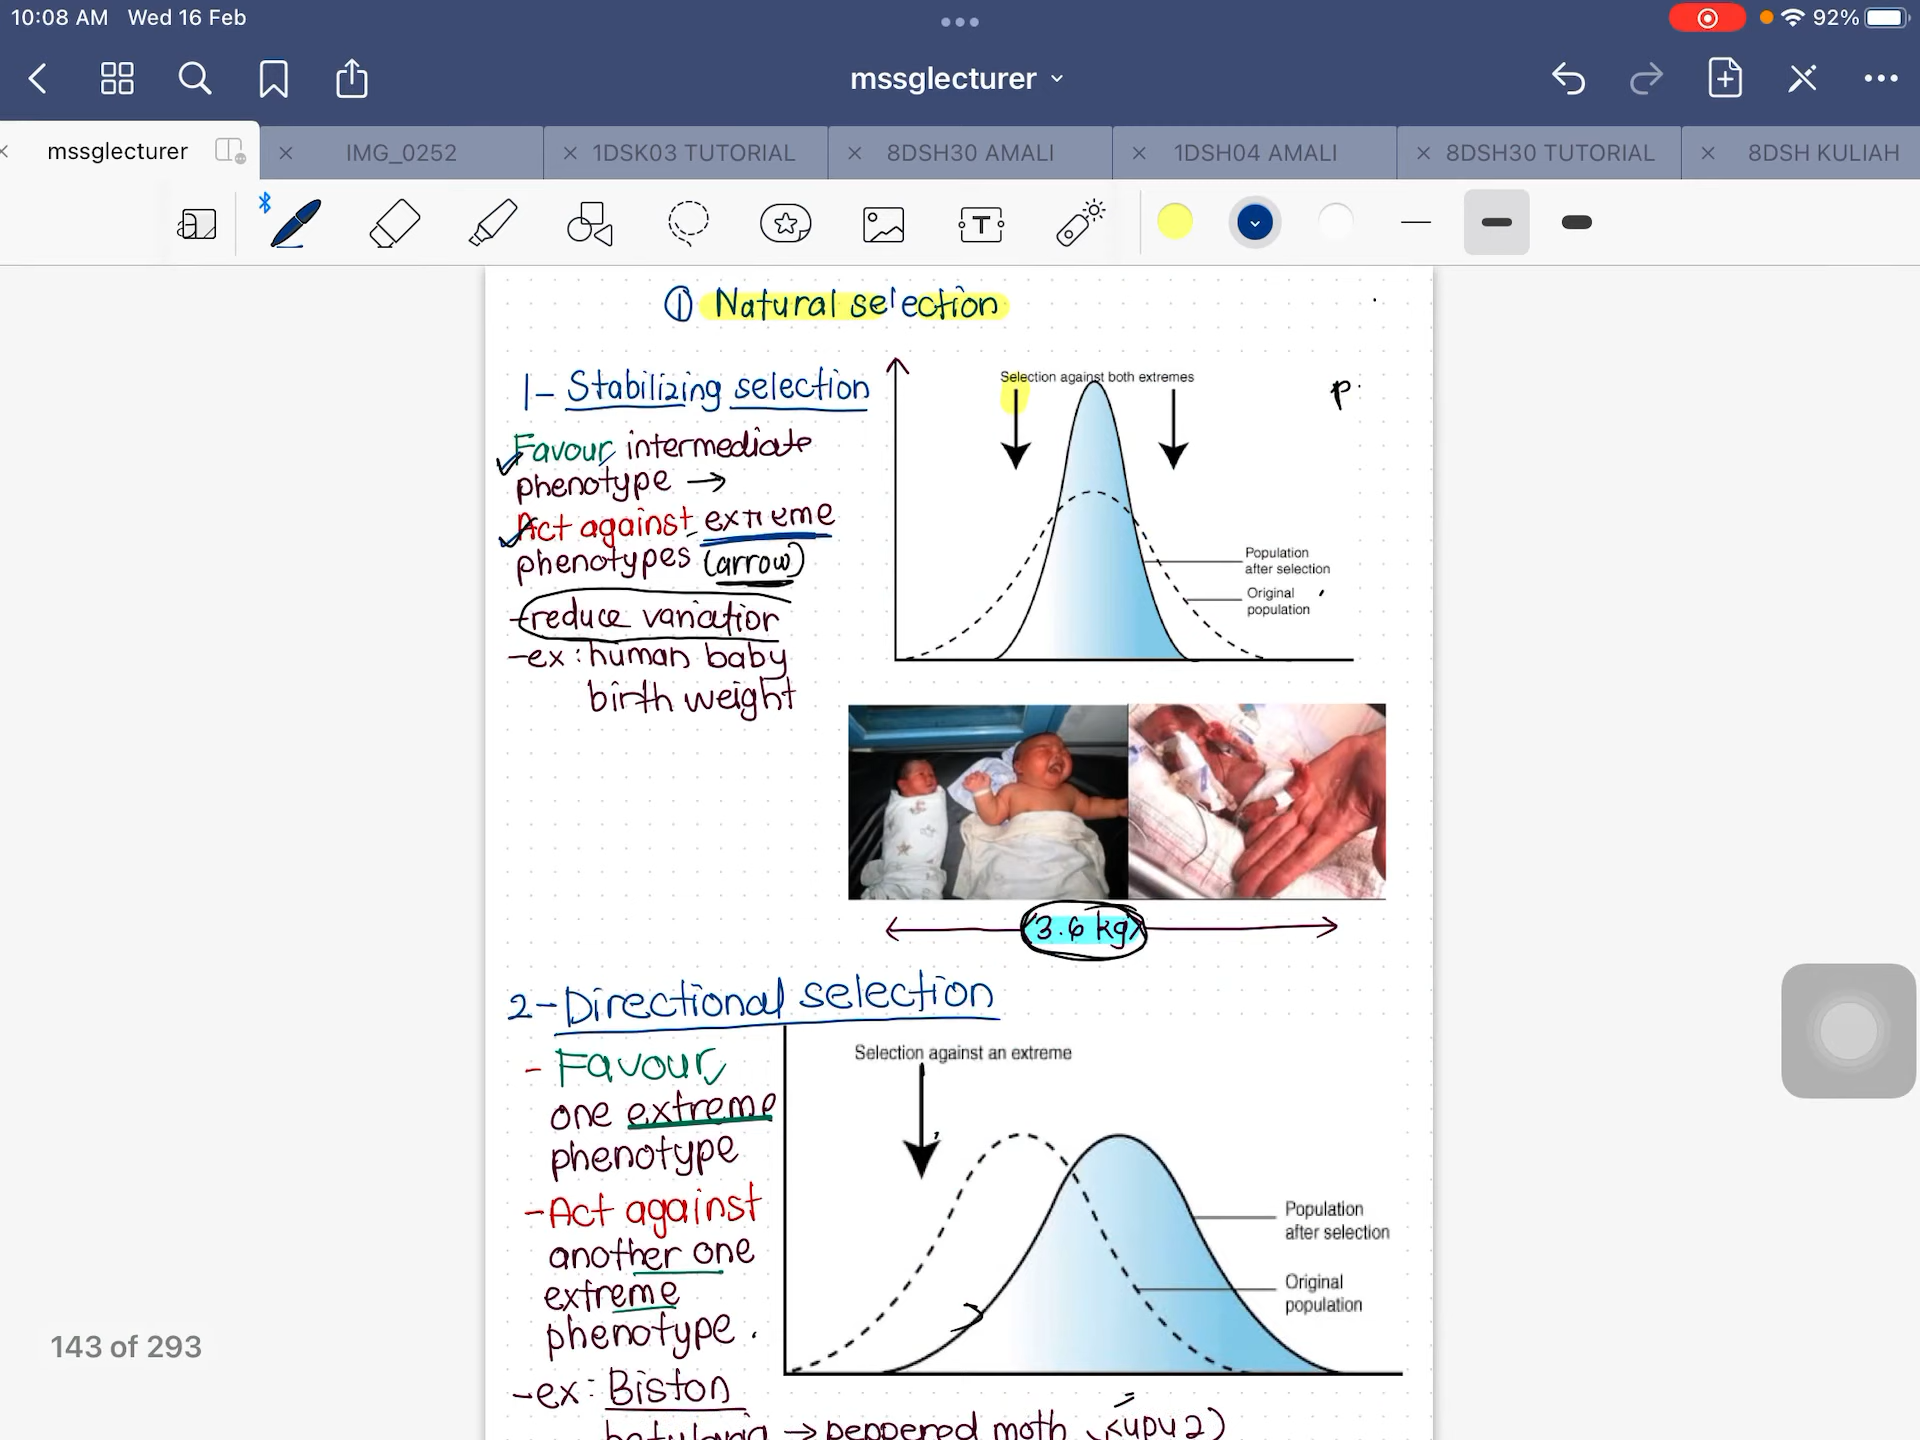 10:08 AM Wed 16 Feb
92%
mssglecturer
mssglecturer
IMG_0252
1DSK03 TUTORIAL
8DSH30 AMALI
1DSH04 AMALI
8DSH30 TUTORIAL
8DSH KULIAH
① Natural selection
1- Stabilizing selection
Favour intermediate
phenotype →
Act against extreme
phenotypes (arrow)
-reduce variation
-ex: human baby
birth weight
Selection against both extremes
p
Population
after selection
Original
population
3.6 kg
2-Directional selection
- Favour
one extreme
phenotype
-Act against
another one
extreme
phenotype.
-ex: Biston
betularia → peppered moth
Selection against an extreme
Population
after selection
Original
population
143 of 293